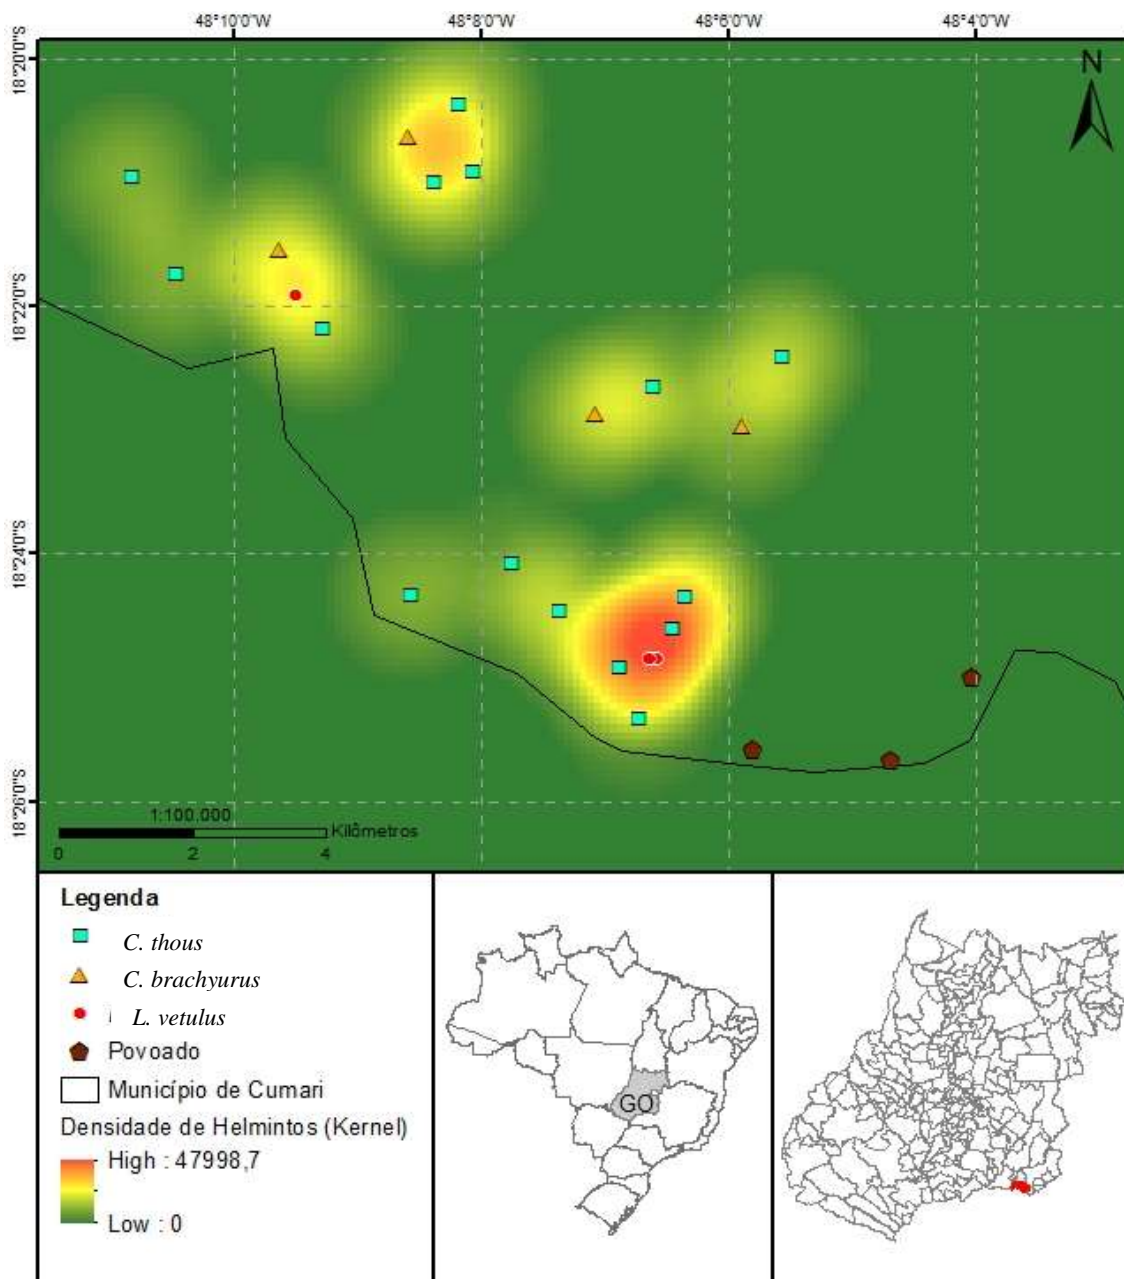 48°10'0"W 48°8'0"W 48°6'0"W 48°4'0"W
18°20'0"S
N
18°22'0"S
18°24'0"S
18°26'0"S
1:100.000
Kilômetros
0 2 4
Legenda
C. thous
C. brachyurus
L. vetulus
Povoado
Município de Cumari
Densidade de Helmintos (Kernel)
High : 47998,7
Low : 0
GO